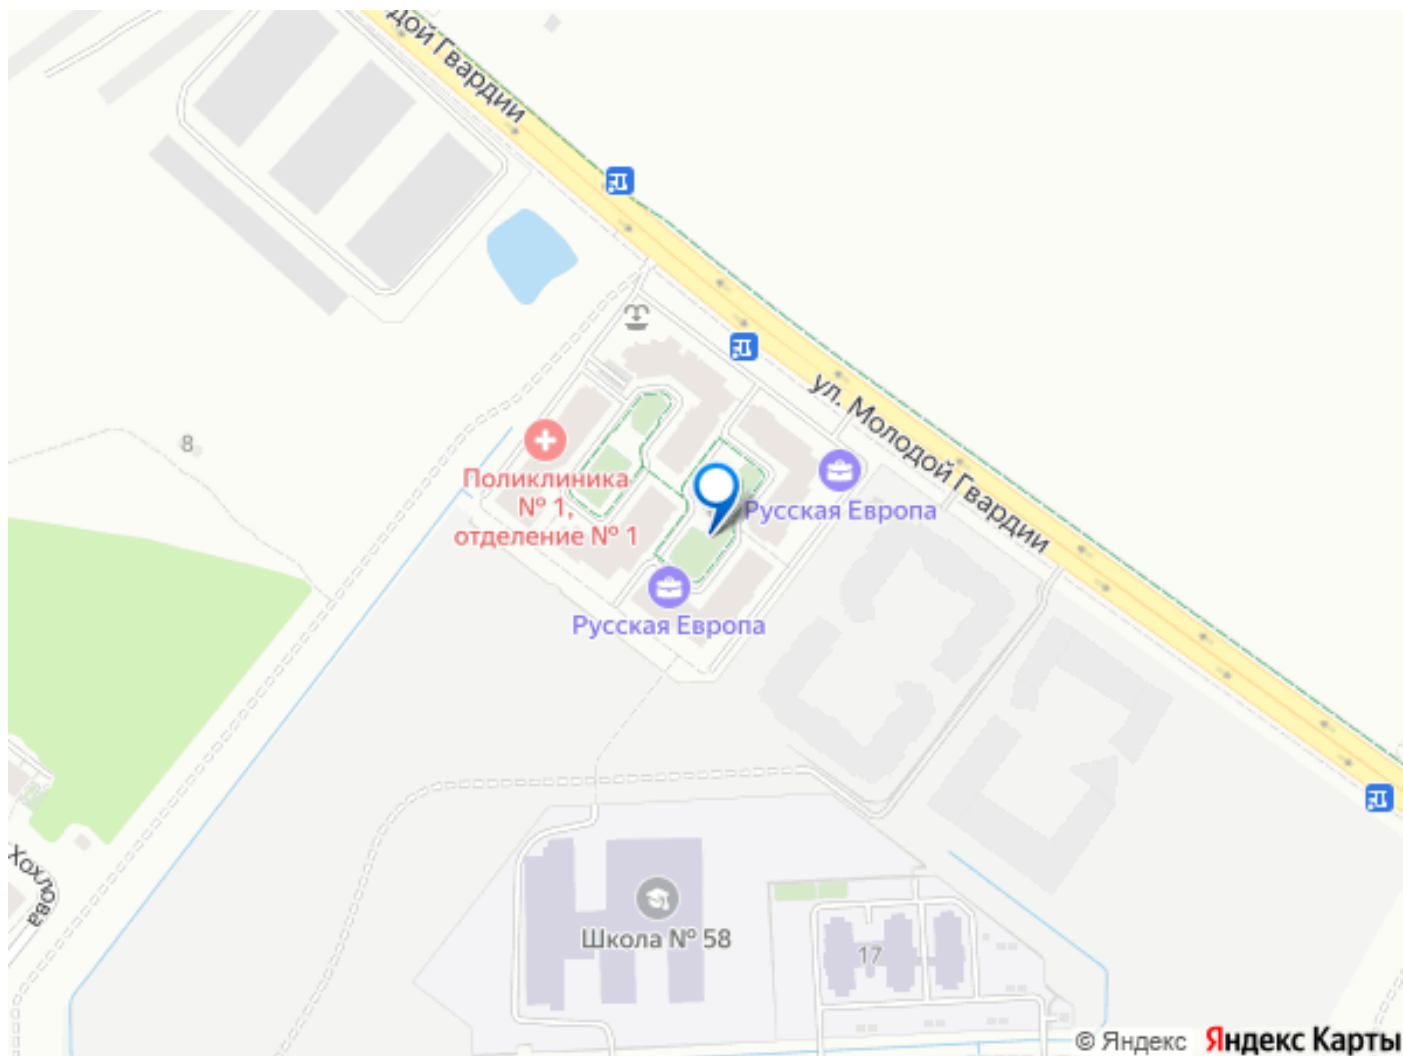 дой Гвардии
ул. Молодой Гвардии
8
Поликлиника
№ 1,
отделение № 1
Русская Европа
Русская Европа
Хохлова
Школа № 58
17
© Яндекс Яндекс Карты